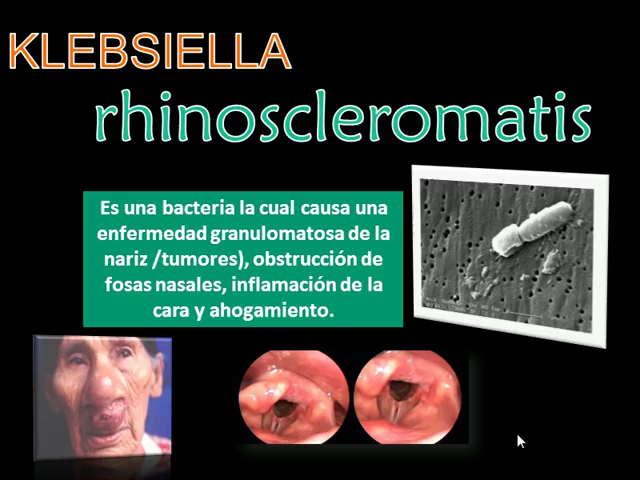 KLEBSIELLA
rhinoscleromatis
Es una bacteria la cual causa una
enfermedad granulomatosa de la
nariz /tumores), obstrucción de
fosas nasales, inflamación de la
cara y ahogamiento.